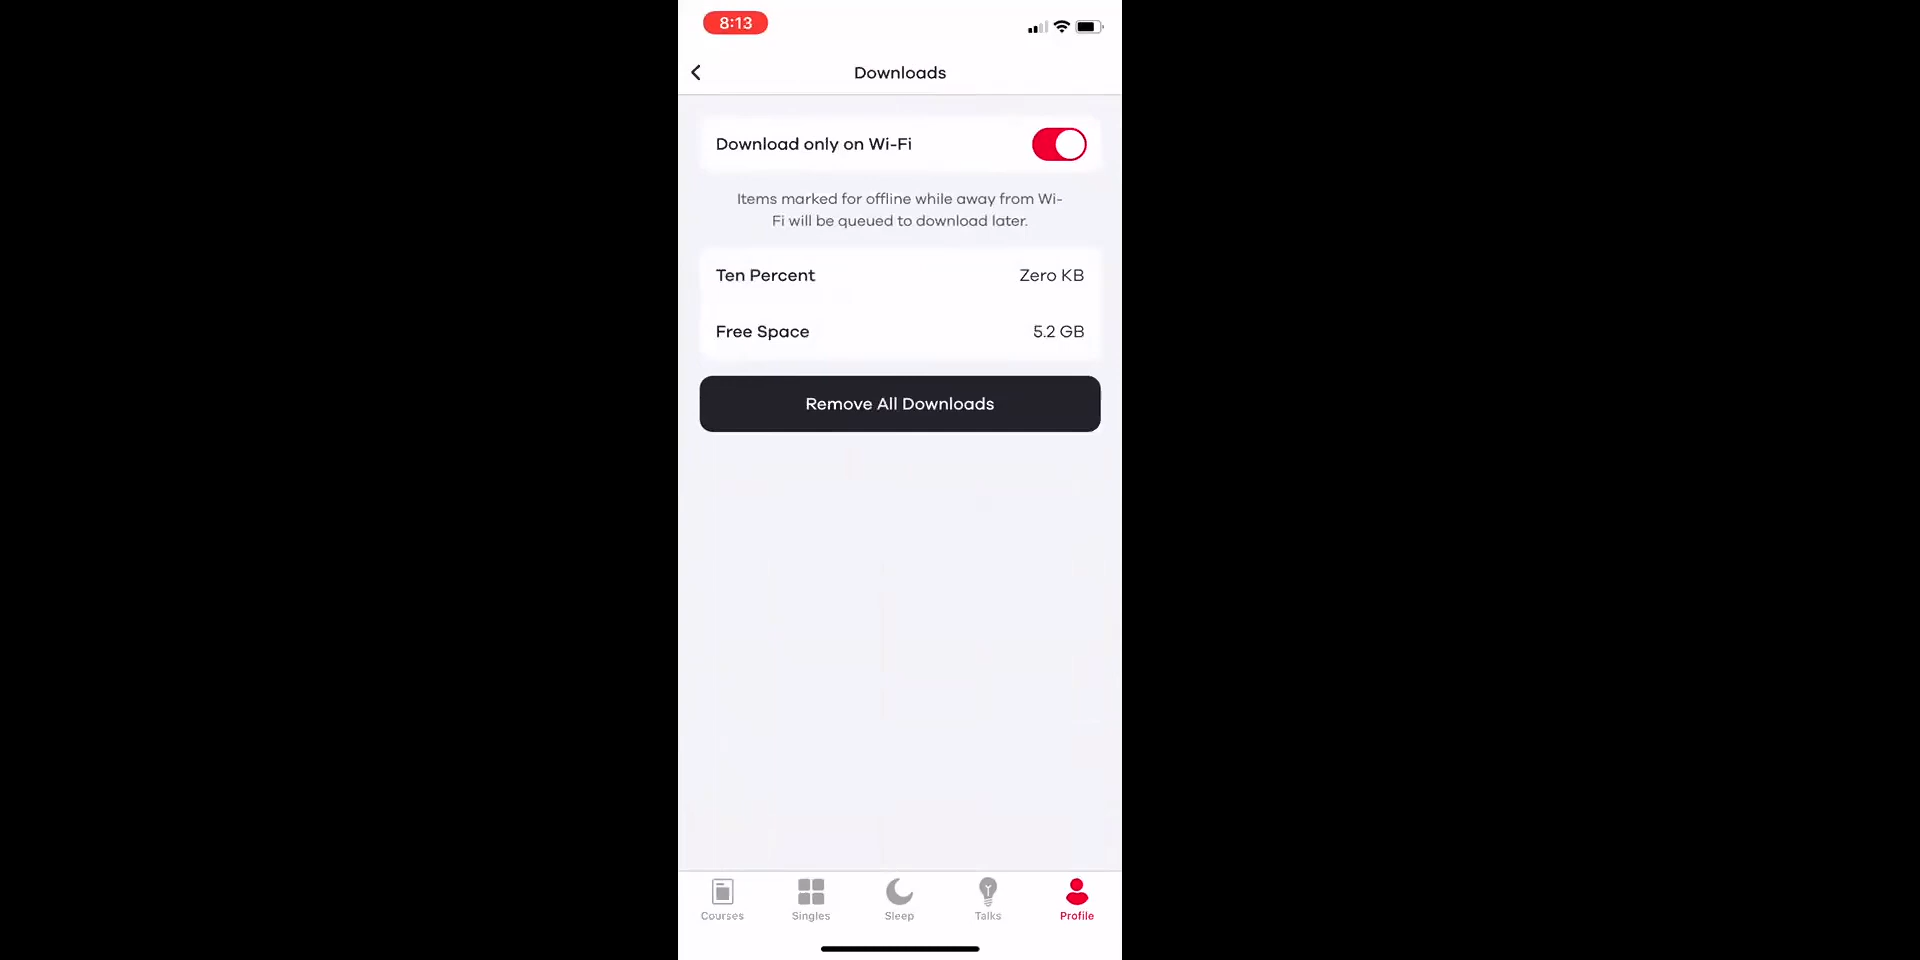 8:13
Downloads
Download only on Wi-Fi
Items marked for offline while away from Wi-
Fi will be queued to download later.
Ten Percent Zero KB
Free Space 5.2 GB
Remove All Downloads
Courses Singles Sleep Talks Profile